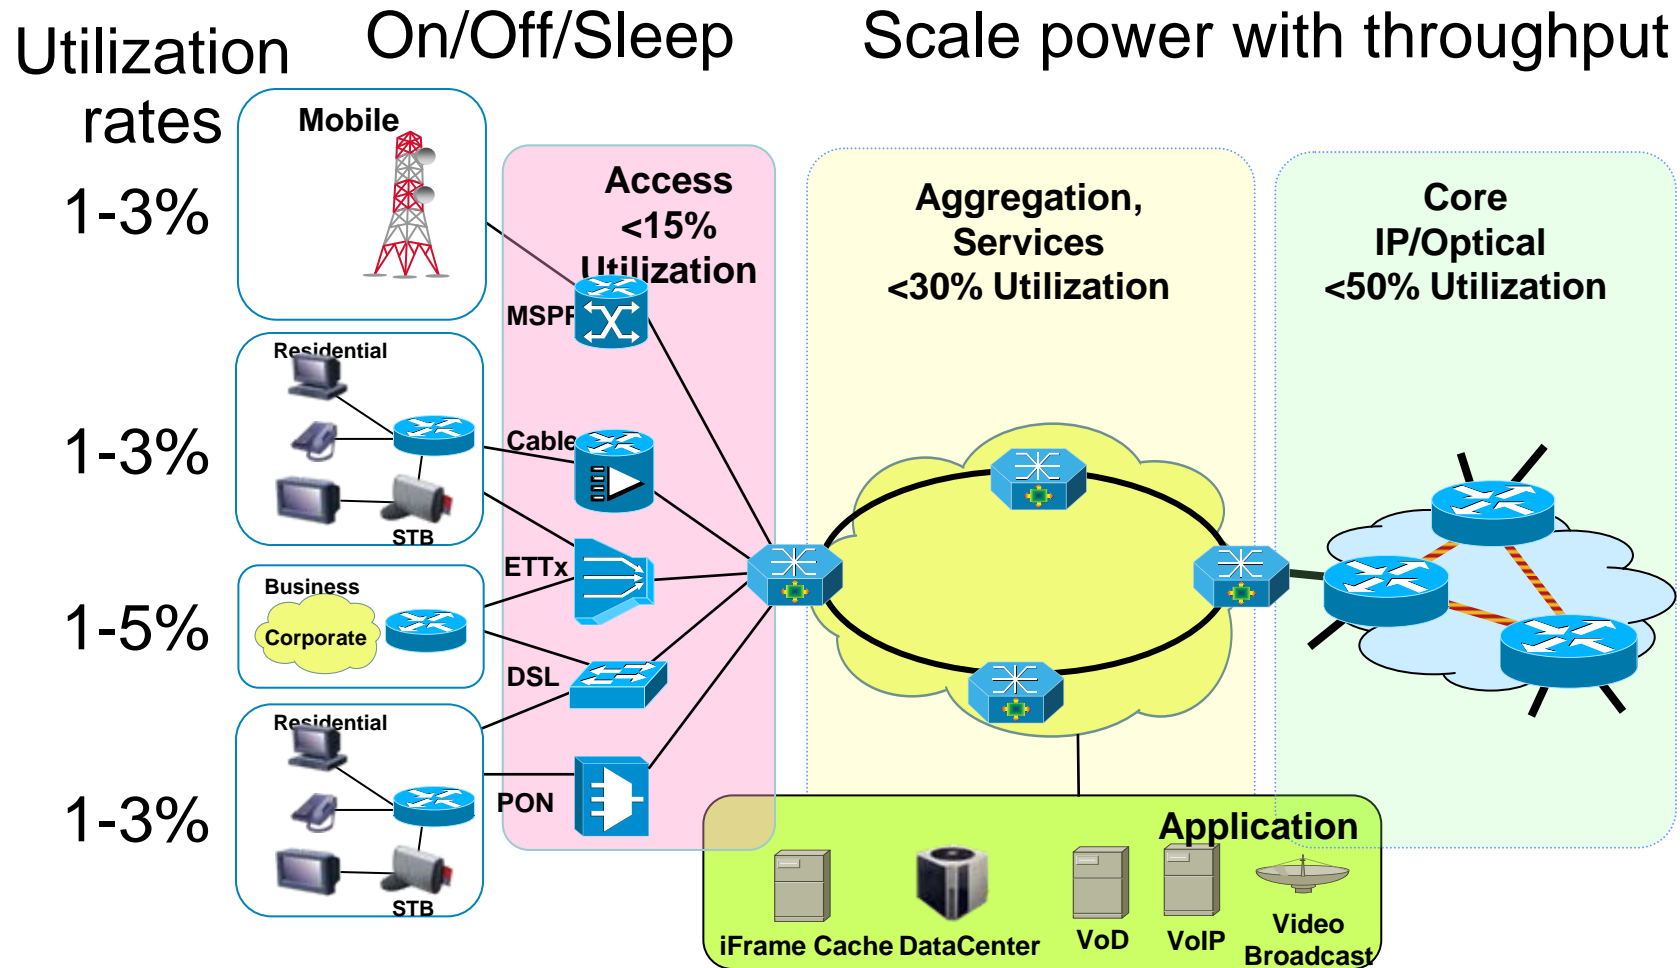 Utilization
rates
On/Off/Sleep
Scale power with throughput
1-3%
1-3%
1-5%
1-3%
Mobile
Residential
STB
Business
Corporate
Residential
STB
Access
<15%
Utilization
MSPP
Cable
ETTx
DSL
PON
Aggregation,
Services
<30% Utilization
Core
IP/Optical
<50% Utilization
Application
iFrame Cache
DataCenter
VoD
VoIP
Video
Broadcast